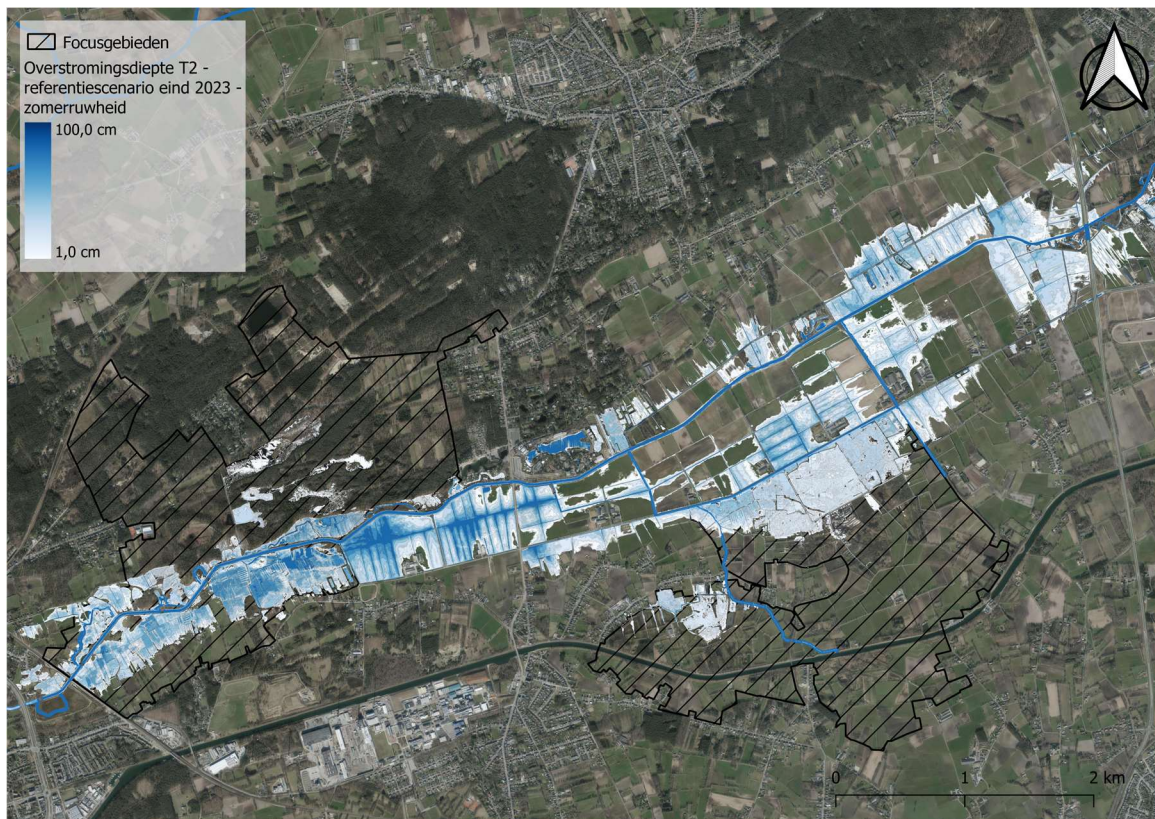 Focusgebieden
Overstromingsdiepte T2 -
referentiescenario eind 2023 -
zomerruwheid
100,0 cm
1,0 cm
0 1 2 km